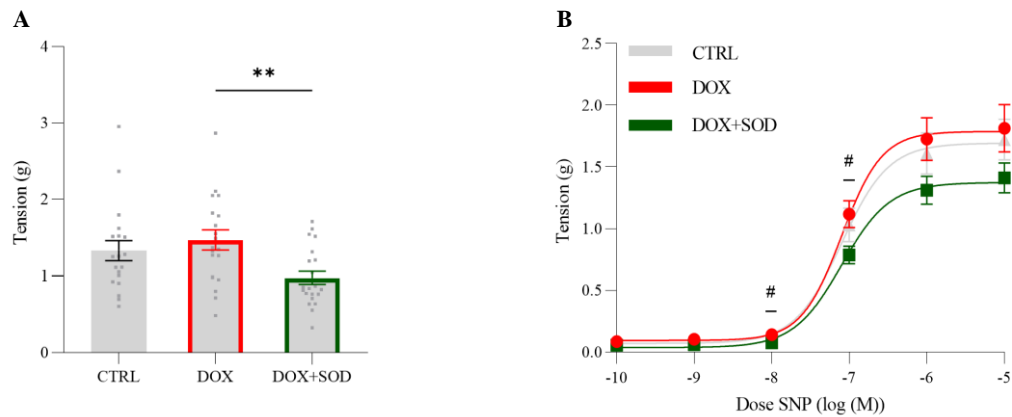 A
Tension (g)
4
3
2
1
0
**
CTRL DOX DOX+SOD
B
Tension (g)
2.5
2.0
1.5
1.0
0.5
0.0
CTRL
DOX
DOX+SOD
#
#
-10 -9 -8 -7 -6 -5
Dose SNP (log (M))